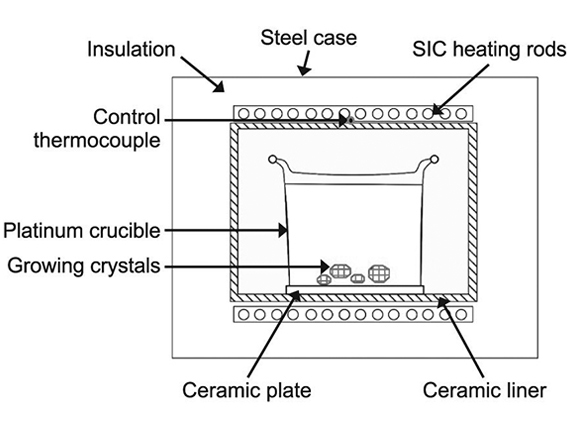 Steel case
Insulation
SIC heating rods
Control
thermocouple
Platinum crucible
Growing crystals
Ceramic plate
Ceramic liner